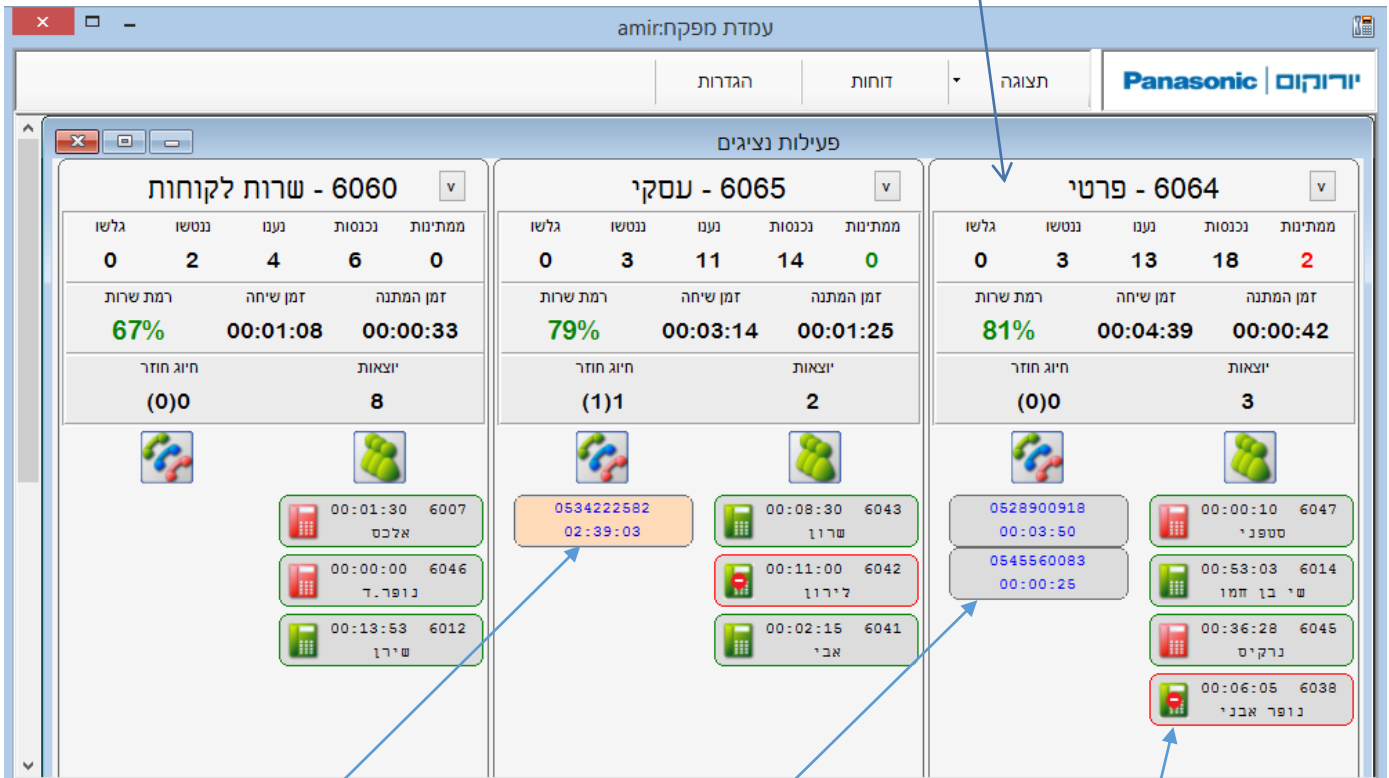 עמדת מפקח:amir
יורוקום | Panasonic
תצוגה דוחות הגדרות
פעילות נציגים
v 6064 - פרטי
ממתינות נכנסות נענו ננטשו גלשו
2 18 13 3 0
זמן המתנה זמן שיחה רמת שרות
00:00:42 00:04:39 81%
יוצאות חיוג חוזר
3 0(0)
6047 00:00:10
סטפני
6014 00:53:03
שי בן חמו
6045 00:36:28
נרקיס
6038 00:06:05
נופר אבני
0528900918
00:03:50
0545560083
00:00:25
v 6065 - עסקי
ממתינות נכנסות נענו ננטשו גלשו
0 14 11 3 0
זמן המתנה זמן שיחה רמת שרות
00:01:25 00:03:14 79%
יוצאות חיוג חוזר
2 1(1)
6043 00:08:30
שרון
6042 00:11:00
לירון
6041 00:02:15
אבי
0534222582
02:39:03
v 6060 - שרות לקוחות
ממתינות נכנסות נענו ננטשו גלשו
0 6 4 2 0
זמן המתנה זמן שיחה רמת שרות
00:00:33 00:01:08 67%
יוצאות חיוג חוזר
8 0(0)
6007 00:01:30
אלכס
6046 00:00:00
נופר.ד
6012 00:13:53
שירן